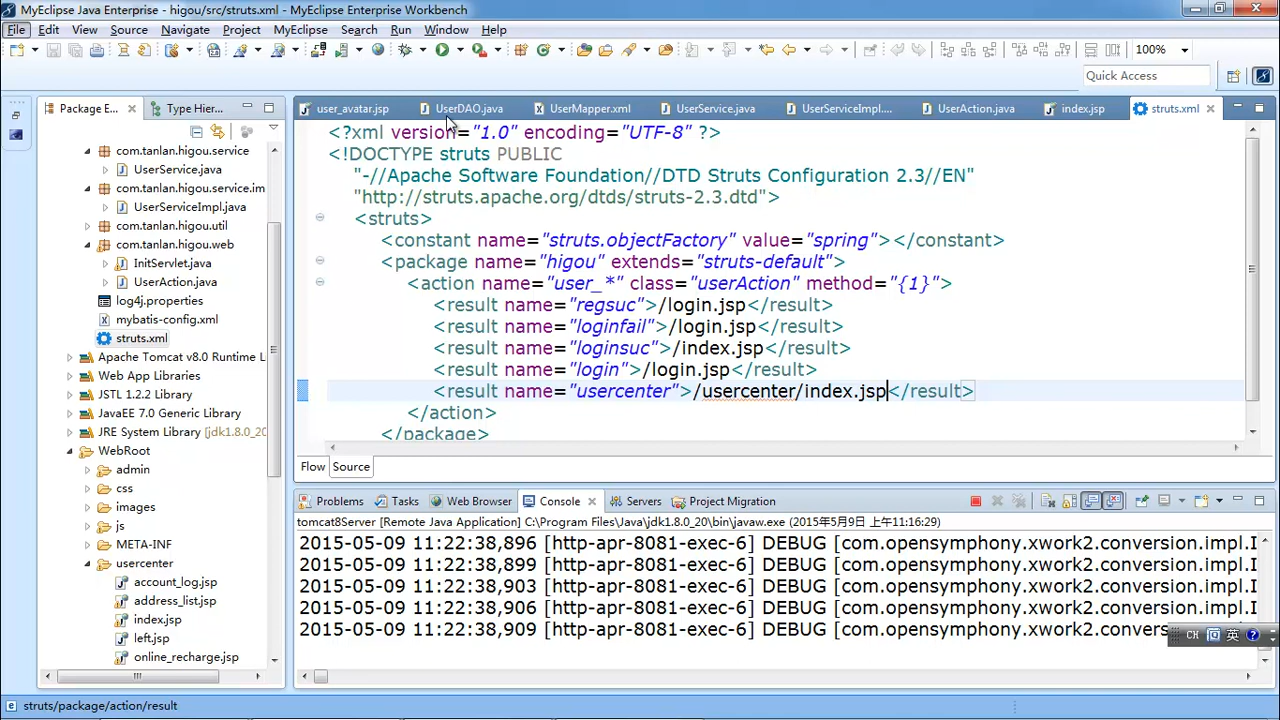 MyEclipse Java Enterprise - higou/src/struts.xml - MyEclipse Enterprise Workbench
File Edit View Source Navigate Project MyEclipse Search Run Window Help
100%
Quick Access
Package E...
Type Hier...
user_avatar.jsp
UserDAO.java
UserMapper.xml
UserService.java
UserServiceImpl....
UserAction.java
index.jsp
struts.xml
com.tanlan.higou.service
UserService.java
com.tanlan.higou.service.im
UserServiceImpl.java
com.tanlan.higou.util
com.tanlan.higou.web
InitServlet.java
UserAction.java
log4j.properties
mybatis-config.xml
struts.xml
Apache Tomcat v8.0 Runtime L
Web App Libraries
JSTL 1.2.2 Library
JavaEE 7.0 Generic Library
JRE System Library [jdk1.8.0_20
WebRoot
admin
css
images
js
META-INF
usercenter
account_log.jsp
address_list.jsp
index.jsp
left.jsp
online_recharge.jsp
<?xml version="1.0" encoding="UTF-8" ?>
<!DOCTYPE struts PUBLIC
"-//Apache Software Foundation//DTD Struts Configuration 2.3//EN"
"http://struts.apache.org/dtds/struts-2.3.dtd">
<struts>
<constant name="struts.objectFactory" value="spring"></constant>
<package name="higou" extends="struts-default">
<action name="user_*" class="userAction" method="{1}">
<result name="regsuc">/login.jsp</result>
<result name="loginfail">/login.jsp</result>
<result name="loginsuc">/index.jsp</result>
<result name="login">/login.jsp</result>
<result name="usercenter">/usercenter/index.jsp</result>
</action>
</package>
Flow Source
Problems Tasks Web Browser Console Servers Project Migration
tomcat8Server [Remote Java Application] C:\Program Files\Java\jdk1.8.0_20\bin\javaw.exe (2015年5月9日 上午11:16:29)
2015-05-09 11:22:38,896 [http-apr-8081-exec-6] DEBUG [com.opensymphony.xwork2.conversion.impl.I
2015-05-09 11:22:38,899 [http-apr-8081-exec-6] DEBUG [com.opensymphony.xwork2.conversion.impl.I
2015-05-09 11:22:38,903 [http-apr-8081-exec-6] DEBUG [com.opensymphony.xwork2.conversion.impl.I
2015-05-09 11:22:38,906 [http-apr-8081-exec-6] DEBUG [com.opensymphony.xwork2.conversion.impl.I
2015-05-09 11:22:38,909 [http-apr-8081-exec-6] DEBUG [com.opensymphony.xwork2.convers
CH 英
struts/package/action/result